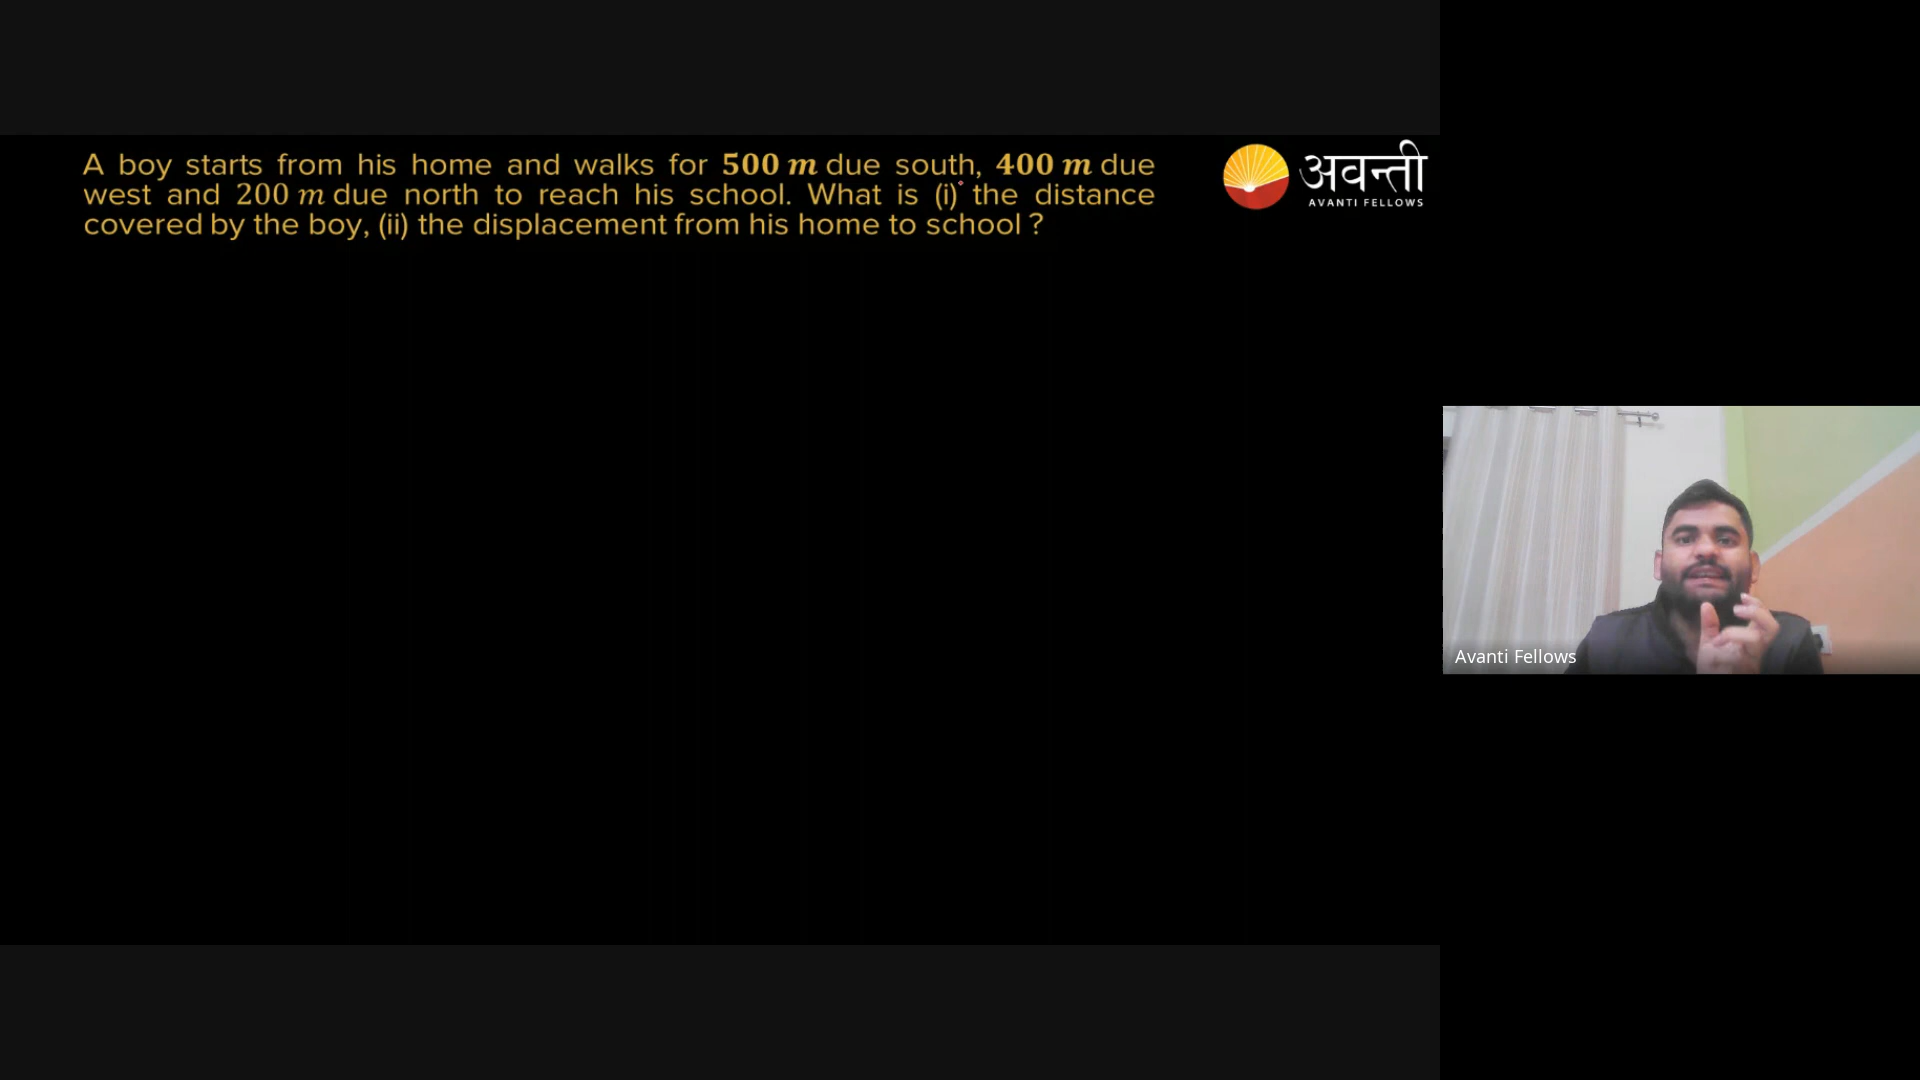 A boy starts from his home and walks for 500 m due south, 400 m due
west and 200 m due north to reach his school. What is (i) the distance
covered by the boy, (ii) the displacement from his home to school ?
अवन्ती
AVANTI FELLOWS
Avanti Fellows